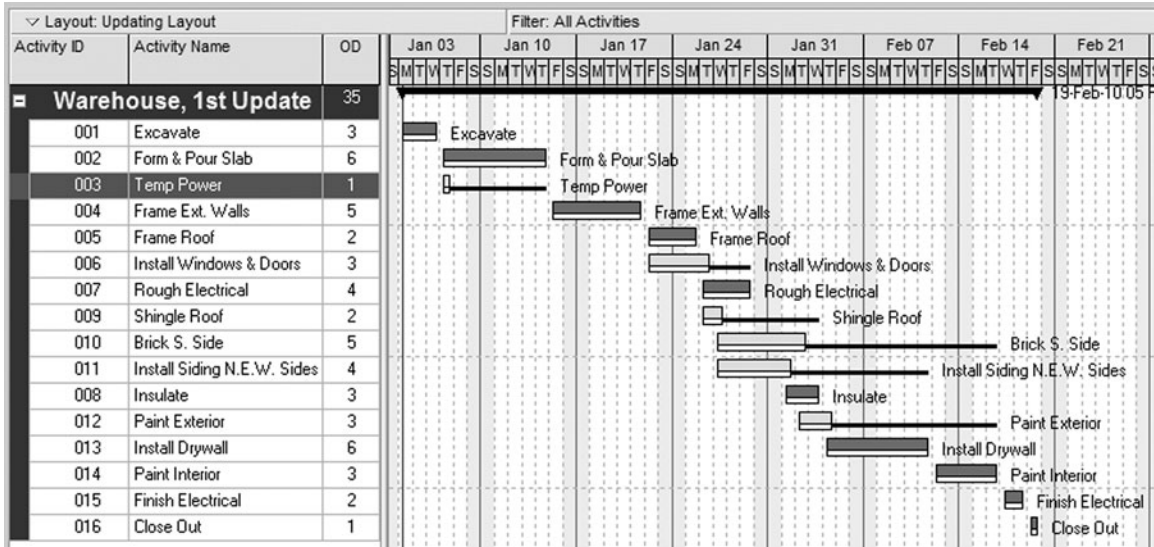 Layout: Updating Layout Filter: All Activities
Activity ID Activity Name OD Jan 03 Jan 10 Jan 17 Jan 24 Jan 31 Feb 07 Feb 14 Feb 21
S M T W T F S S M T W T F S S M T W T F S S M T W T F S S M T W T F S S M T W T F S S M T W T F S S M T W T F S
Warehouse, 1st Update 35 19-Feb-10 05
001 Excavate 3 Excavate
002 Form & Pour Slab 6 Form & Pour Slab
003 Temp Power 1 Temp Power
004 Frame Ext. Walls 5 Frame Ext. Walls
005 Frame Roof 2 Frame Roof
006 Install Windows & Doors 3 Install Windows & Doors
007 Rough Electrical 4 Rough Electrical
009 Shingle Roof 2 Shingle Roof
010 Brick S. Side 5 Brick S. Side
011 Install Siding N.E.W. Sides 4 Install Siding N.E.W. Sides
008 Insulate 3 Insulate
012 Paint Exterior 3 Paint Exterior
013 Install Drywall 6 Install Drywall
014 Paint Interior 3 Paint Interior
015 Finish Electrical 2 Finish Electrical
016 Close Out 1 Close Out